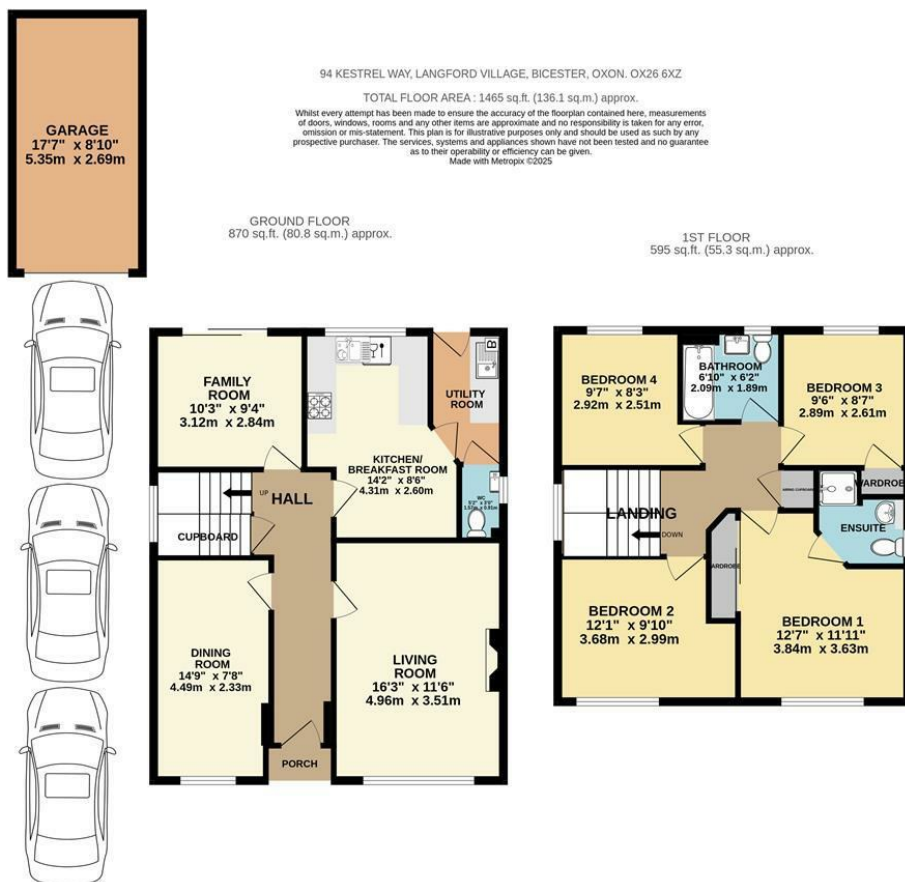 94 KESTREL WAY, LANGFORD VILLAGE, BICESTER, OXON. OX26 6XZ
TOTAL FLOOR AREA : 1465 sq.ft. (136.1 sq.m.) approx.
Whilst every attempt has been made to ensure the accuracy of the floorplan contained here, measurements
of doors, windows, rooms and any other items are approximate and no responsibility is taken for any error,
omission or mis-statement. This plan is for illustrative purposes only and should be used as such by any
prospective purchaser. The services, systems and appliances shown have not been tested and no guarantee
as to their operability or efficiency can be given.
Made with Metropix ©2025
GARAGE
17'7" x 8'10"
5.35m x 2.69m
GROUND FLOOR
870 sq.ft. (80.8 sq.m.) approx.
FAMILY
ROOM
10'3" x 9'4"
3.12m x 2.84m
B
UTILITY
ROOM
KITCHEN/
BREAKFAST ROOM
14'2" x 8'6"
4.31m x 2.60m
WC
UP
HALL
CUPBOARD
DINING
ROOM
14'9" x 7'8"
4.49m x 2.33m
LIVING
ROOM
16'3" x 11'6"
4.96m x 3.51m
PORCH
1ST FLOOR
595 sq.ft. (55.3 sq.m.) approx.
BEDROOM 4
9'7" x 8'3"
2.92m x 2.51m
BATHROOM
6'10" x 6'2"
2.09m x 1.89m
BEDROOM 3
9'6" x 8'7"
2.89m x 2.61m
WARDROBE
LANDING
DOWN
ENSUITE
WARDROBE
BEDROOM 2
12'1" x 9'10"
3.68m x 2.99m
BEDROOM 1
12'7" x 11'11"
3.84m x 3.63m